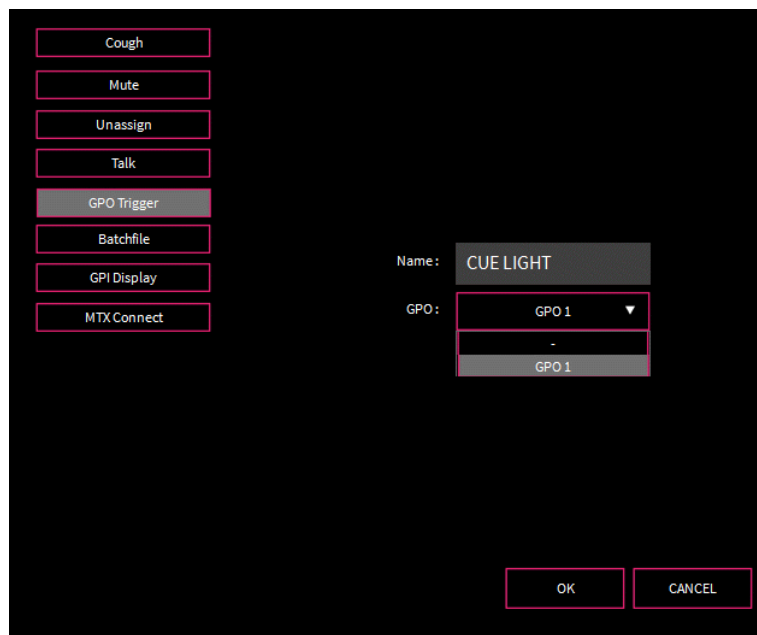 Cough
Mute
Unassign
Talk
GPO Trigger
Batchfile
GPI Display
MTX Connect
Name: CUE LIGHT
GPO: GPO 1
-
GPO 1
OK
CANCEL